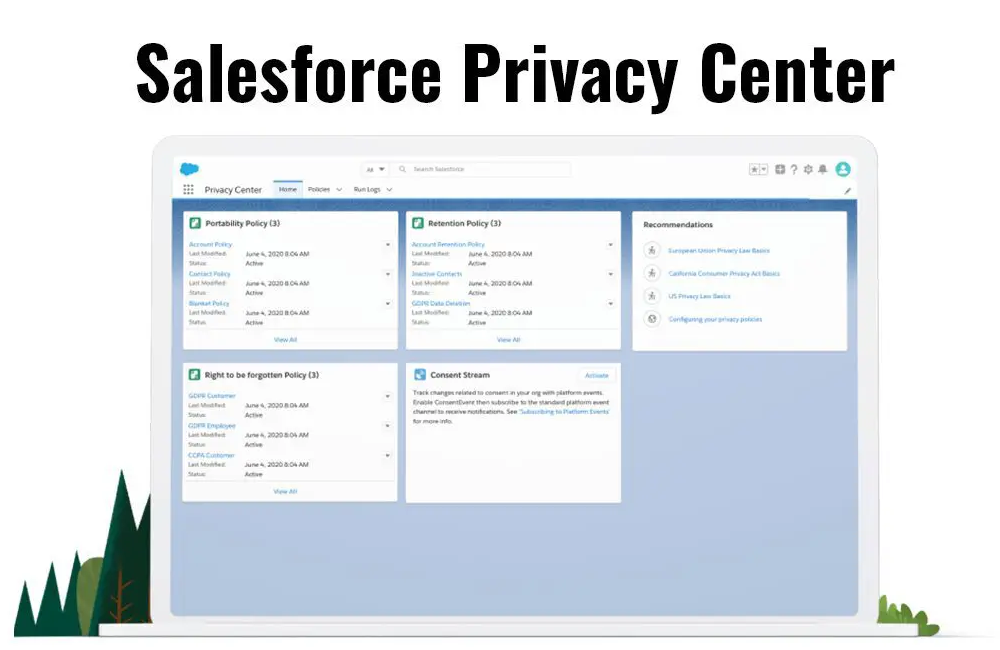 Salesforce Privacy Center
All
Search Salesforce
Privacy Center
Home
Policies
Run Logs
Portability Policy (3)
Account Policy
Last Modified: June 4, 2020 8:04 AM
Status: Active
Contact Policy
Last Modified: June 4, 2020 8:04 AM
Status: Active
Blanket Policy
Last Modified: June 4, 2020 8:04 AM
Status: Active
View All
Retention Policy (3)
Account Retention Policy
Last Modified: June 4, 2020 8:04 AM
Status: Active
Inactive Contacts
Last Modified: June 4, 2020 8:04 AM
Status: Active
GDPR Data Deletion
Last Modified: June 4, 2020 8:04 AM
Status: Active
View All
Recommendations
European Union Privacy Law Basics
California Consumer Privacy Act Basics
US Privacy Law Basics
Configuring your privacy policies
Right to be forgotten Policy (3)
GDPR Customer
Last Modified: June 4, 2020 8:04 AM
Status: Active
GDPR Employee
Last Modified: June 4, 2020 8:04 AM
Status: Active
CCPA Customer
Last Modified: June 4, 2020 8:04 AM
Status: Active
View All
Consent Stream
Activate
Track changes related to consent in your org with platform events.
Enable ConsentEvent then subscribe to the standard platform event
channel to receive notifications. See 'Subscribing to Platform Events'
for more info.